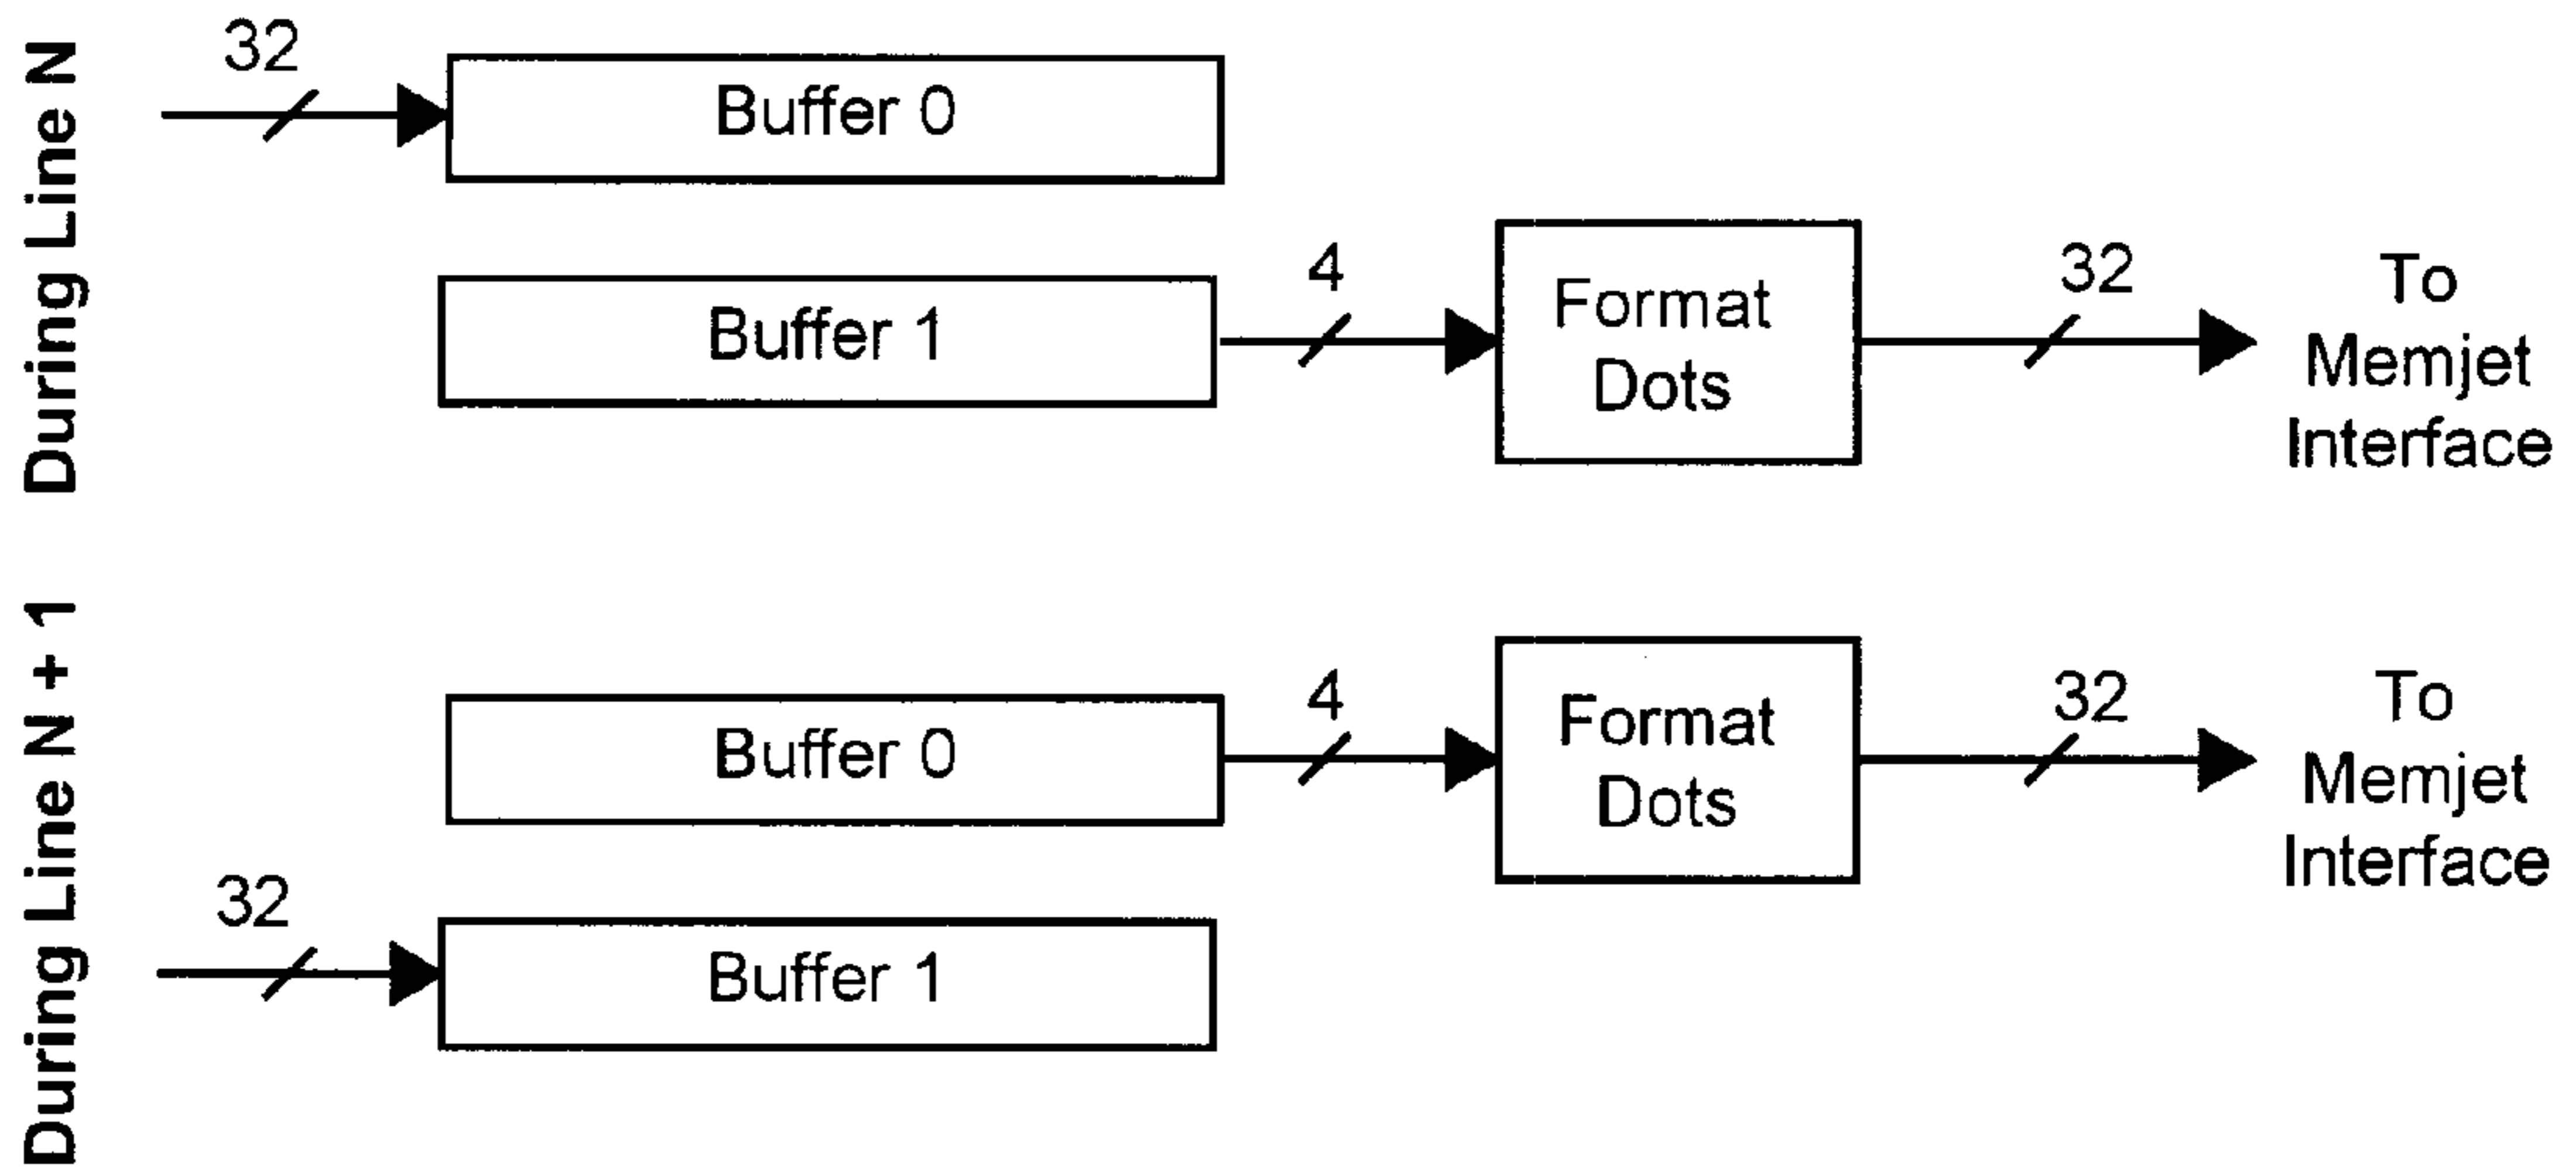 During Line N
32
Buffer 0
Buffer 1
4
Format
Dots
32
To
Memjet
Interface
During Line N + 1
Buffer 0
4
Format
Dots
32
To
Memjet
Interface
32
Buffer 1